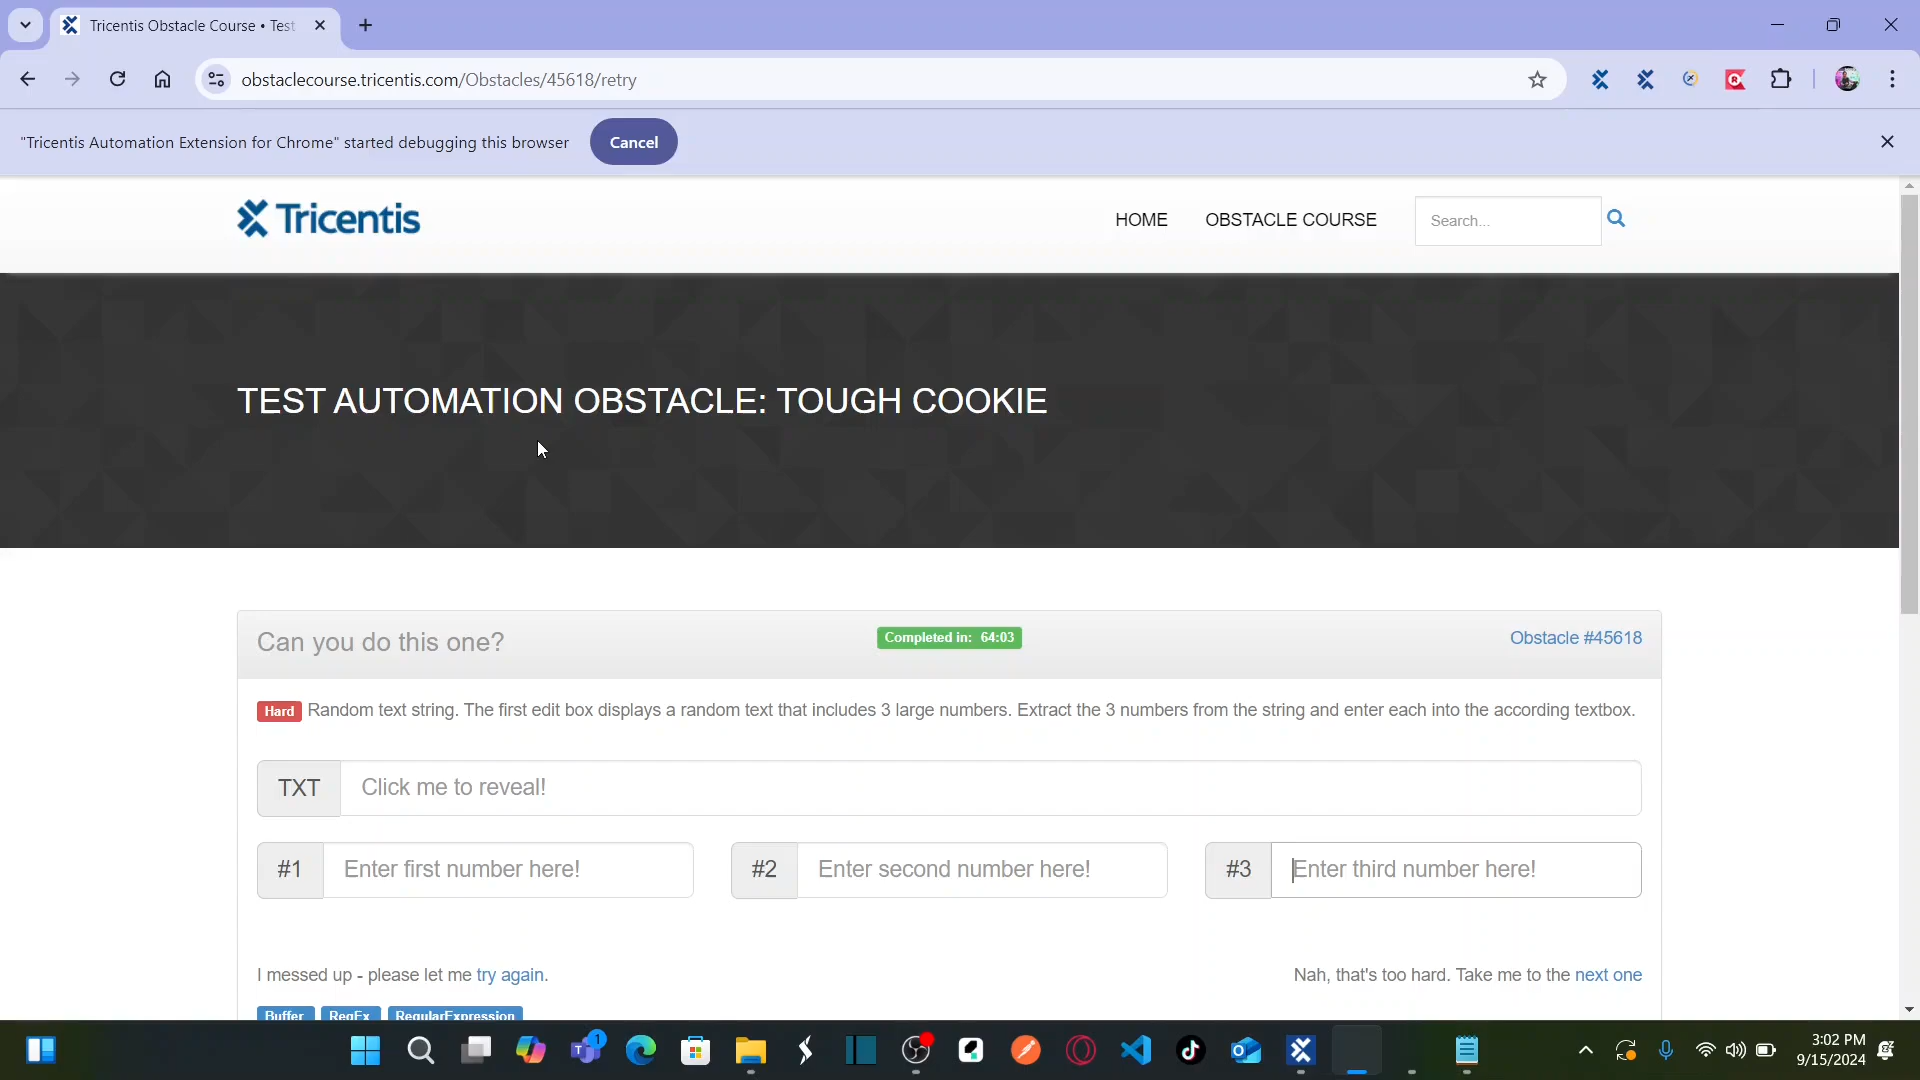 Tricentis Obstacle Course • Test
obstaclecourse.tricentis.com/Obstacles/45618/retry
"Tricentis Automation Extension for Chrome" started debugging this browser
Cancel
Tricentis
HOME
OBSTACLE COURSE
Search...
TEST AUTOMATION OBSTACLE: TOUGH COOKIE
Can you do this one?
Completed in: 64:03
Obstacle #45618
Hard Random text string. The first edit box displays a random text that includes 3 large numbers. Extract the 3 numbers from the string and enter each into the according textbox.
TXT Click me to reveal!
#1 Enter first number here!
#2 Enter second number here!
#3 Enter third number here!
I messed up - please let me try again.
Nah, that's too hard. Take me to the next one
Buffer RegEx RegularExpression
1
3:02 PM
9/15/2024